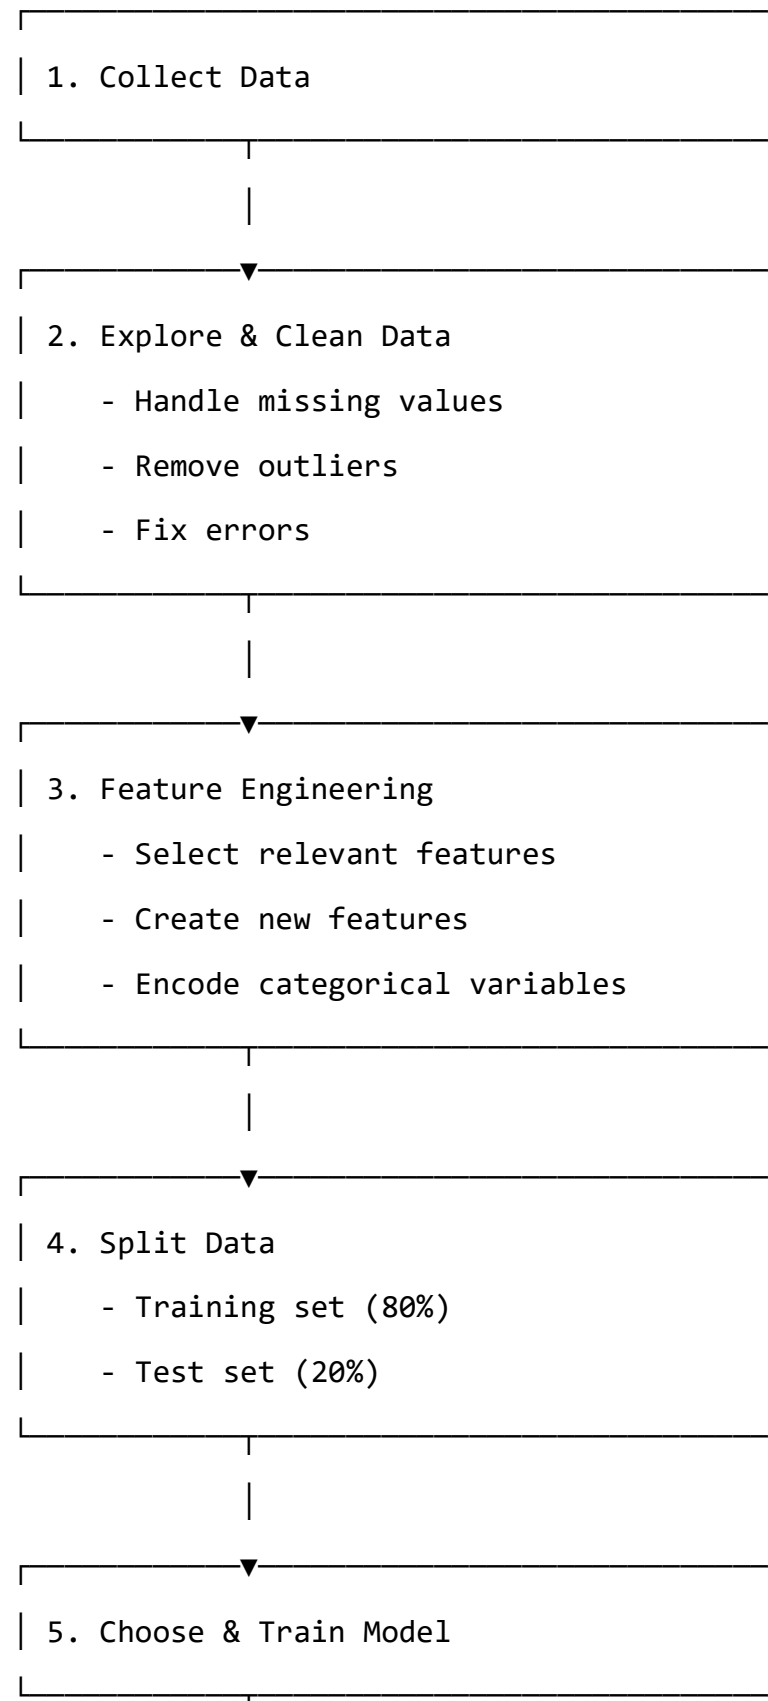 1. Collect Data
2. Explore & Clean Data
- Handle missing values
- Remove outliers
- Fix errors
3. Feature Engineering
- Select relevant features
- Create new features
- Encode categorical variables
4. Split Data
- Training set (80%)
- Test set (20%)
5. Choose & Train Model